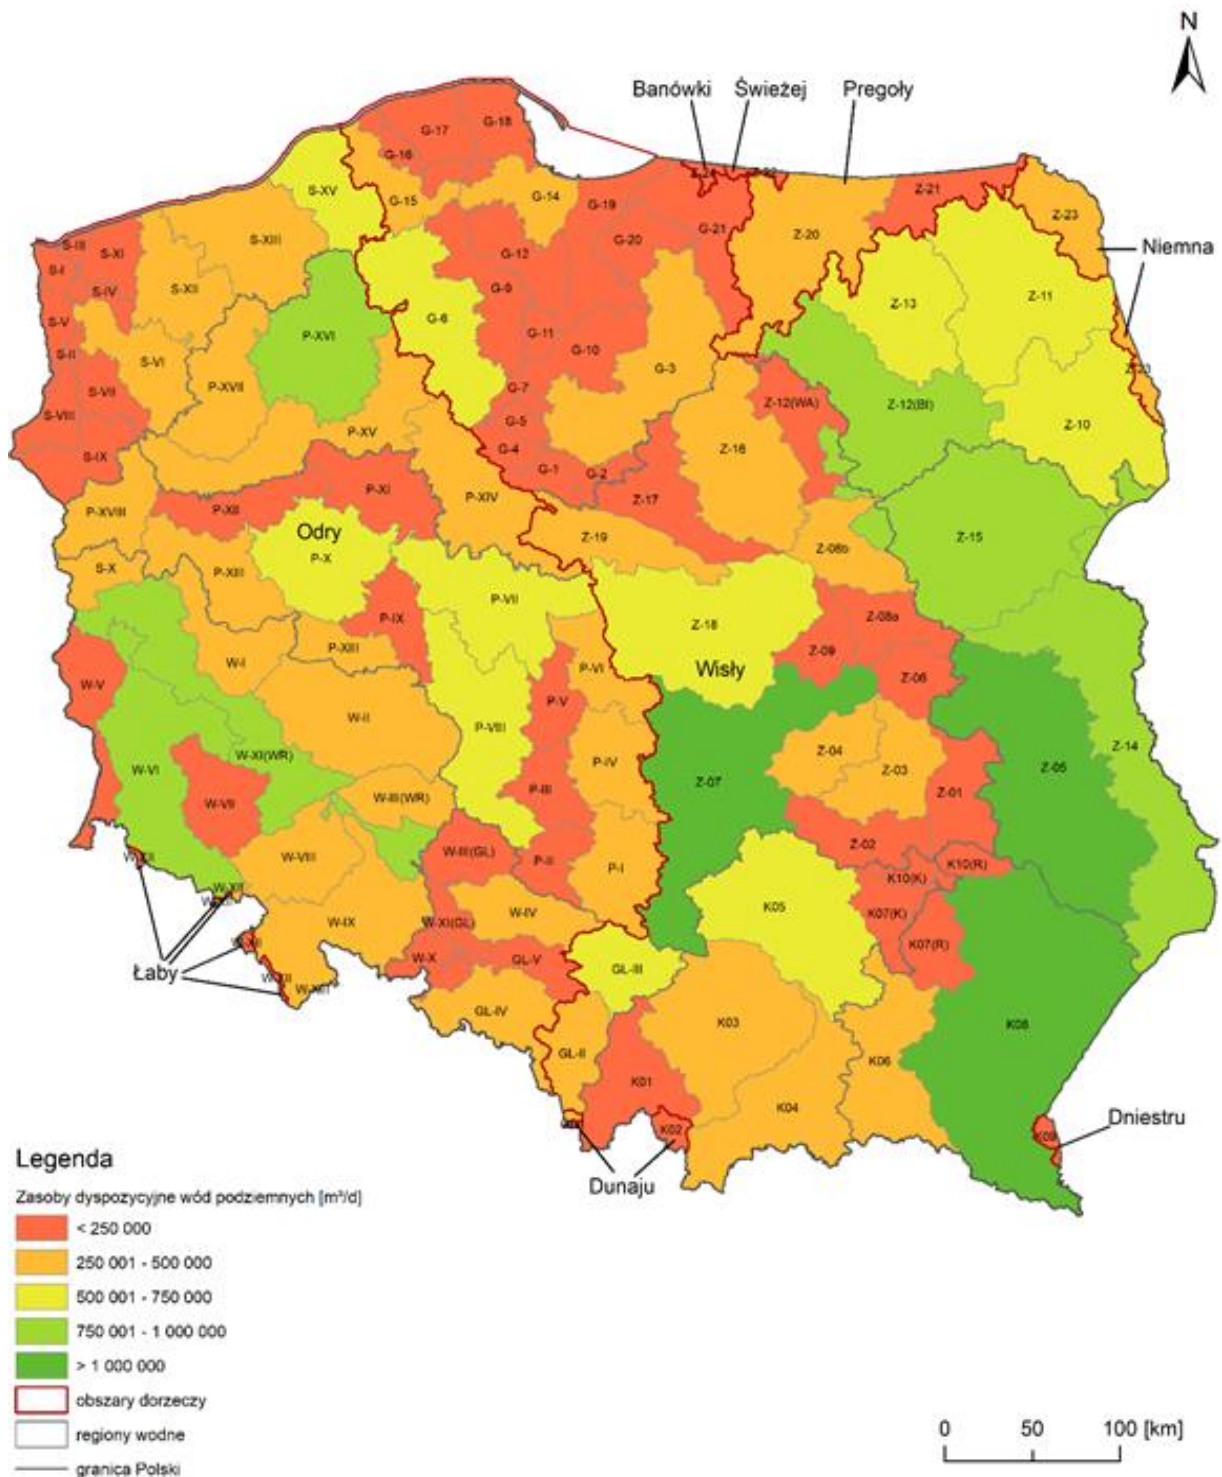 N
Banówki Świeżej Pregoły
G-17 G-18
G-16
G-15 G-14
S-XV
G-19
G-21
Z-21
Z-23
Z-20
Niemna
S-III
S-XI
S-XIII
S-I
S-IV
S-XII
G-12
G-20
G-9
Z-13
Z-11
S-V
P-XVI
G-6
G-11
G-10
S-II
S-VI
G-3
S-VII
P-XVII
G-7
Z-12(WA)
Z-12(BI)
S-VIII
G-5
Z-10
P-XV
G-4
Z-16
S-IX
G-1
G-2
P-XI
P-XIV
Z-17
P-XVIII
P-XII
Odry
Z-19
Z-08b
Z-15
S-X
P-XIII
P-X
P-VII
P-IX
Z-18
Z-08a
W-I
P-XIII
P-VI
Wisły
Z-09
Z-06
W-V
W-II
P-V
P-VIII
W-XI(WR)
P-IV
Z-04
Z-03
Z-14
W-VI
Z-07
Z-05
W-VII
W-III(WR)
P-III
Z-01
Z-02
W-VIII
W-III(GL)
P-II
P-I
K10(K)
K10(R)
W-XII
K05
K07(K)
W-IX
W-XI(GL)
W-IV
K07(R)
W-X
GL-V
GL-III
Łaby
W-XII
GL-IV
K03
K08
GL-II
K01
K06
K04
K02
K09
Dniestru
Dunaju
Legenda
Zasoby dyspozycyjne wód podziemnych [m³/d]
< 250 000
250 001 - 500 000
500 001 - 750 000
750 001 - 1 000 000
> 1 000 000
obszary dorzeczy
regiony wodne
granica Polski
0 50 100 [km]